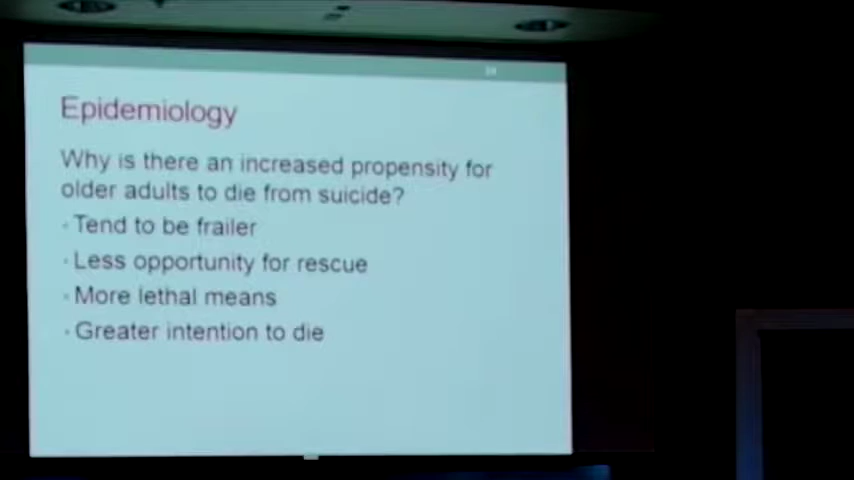 Epidemiology
Why is there an increased propensity for
older adults to die from suicide?
· Tend to be frailer
· Less opportunity for rescue
· More lethal means
· Greater intention to die